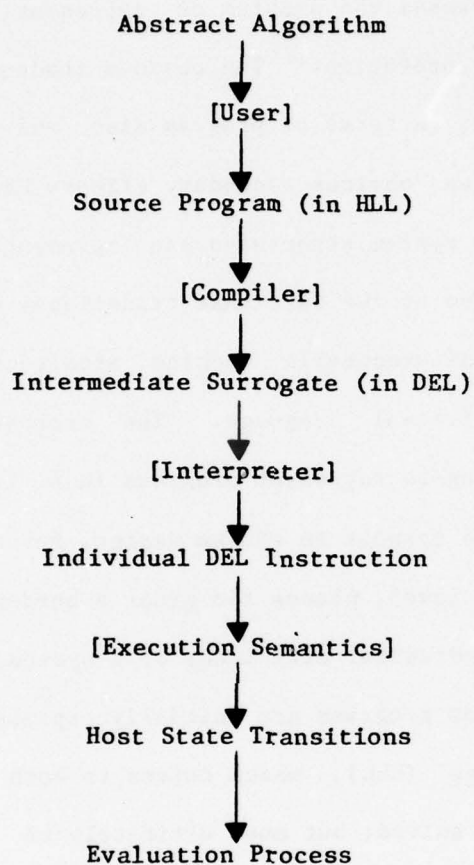 Abstract Algorithm
[User]
Source Program (in HLL)
[Compiler]
Intermediate Surrogate (in DEL)
[Interpreter]
Individual DEL Instruction
[Execution Semantics]
Host State Transitions
Evaluation Process